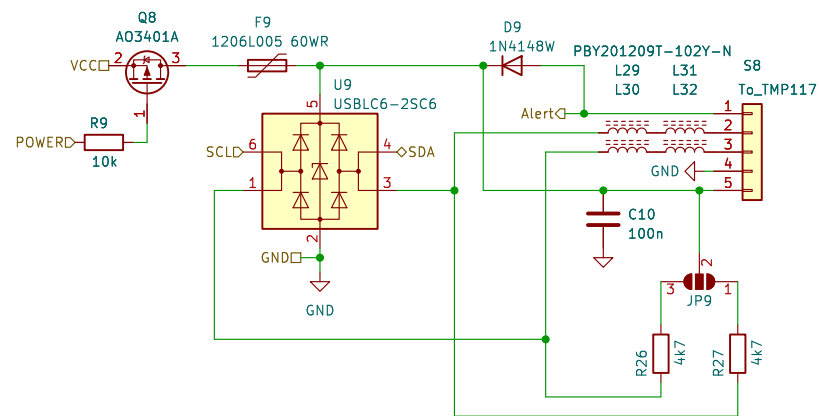 Q8
AO3401A
VCC
2
3
1
POWER
R9
10k
F9
1206L005 60WR
U9
USBLC6-2SC6
5
SCL
6
4
SDA
1
3
2
GND
GND
D9
1N4148W
PBY201209T-102Y-N
L29
L31
L30
L32
Alert
S8
To_TMP117
1
2
3
4
5
GND
C10
100n
2
3
1
JP9
R26
4k7
R27
4k7